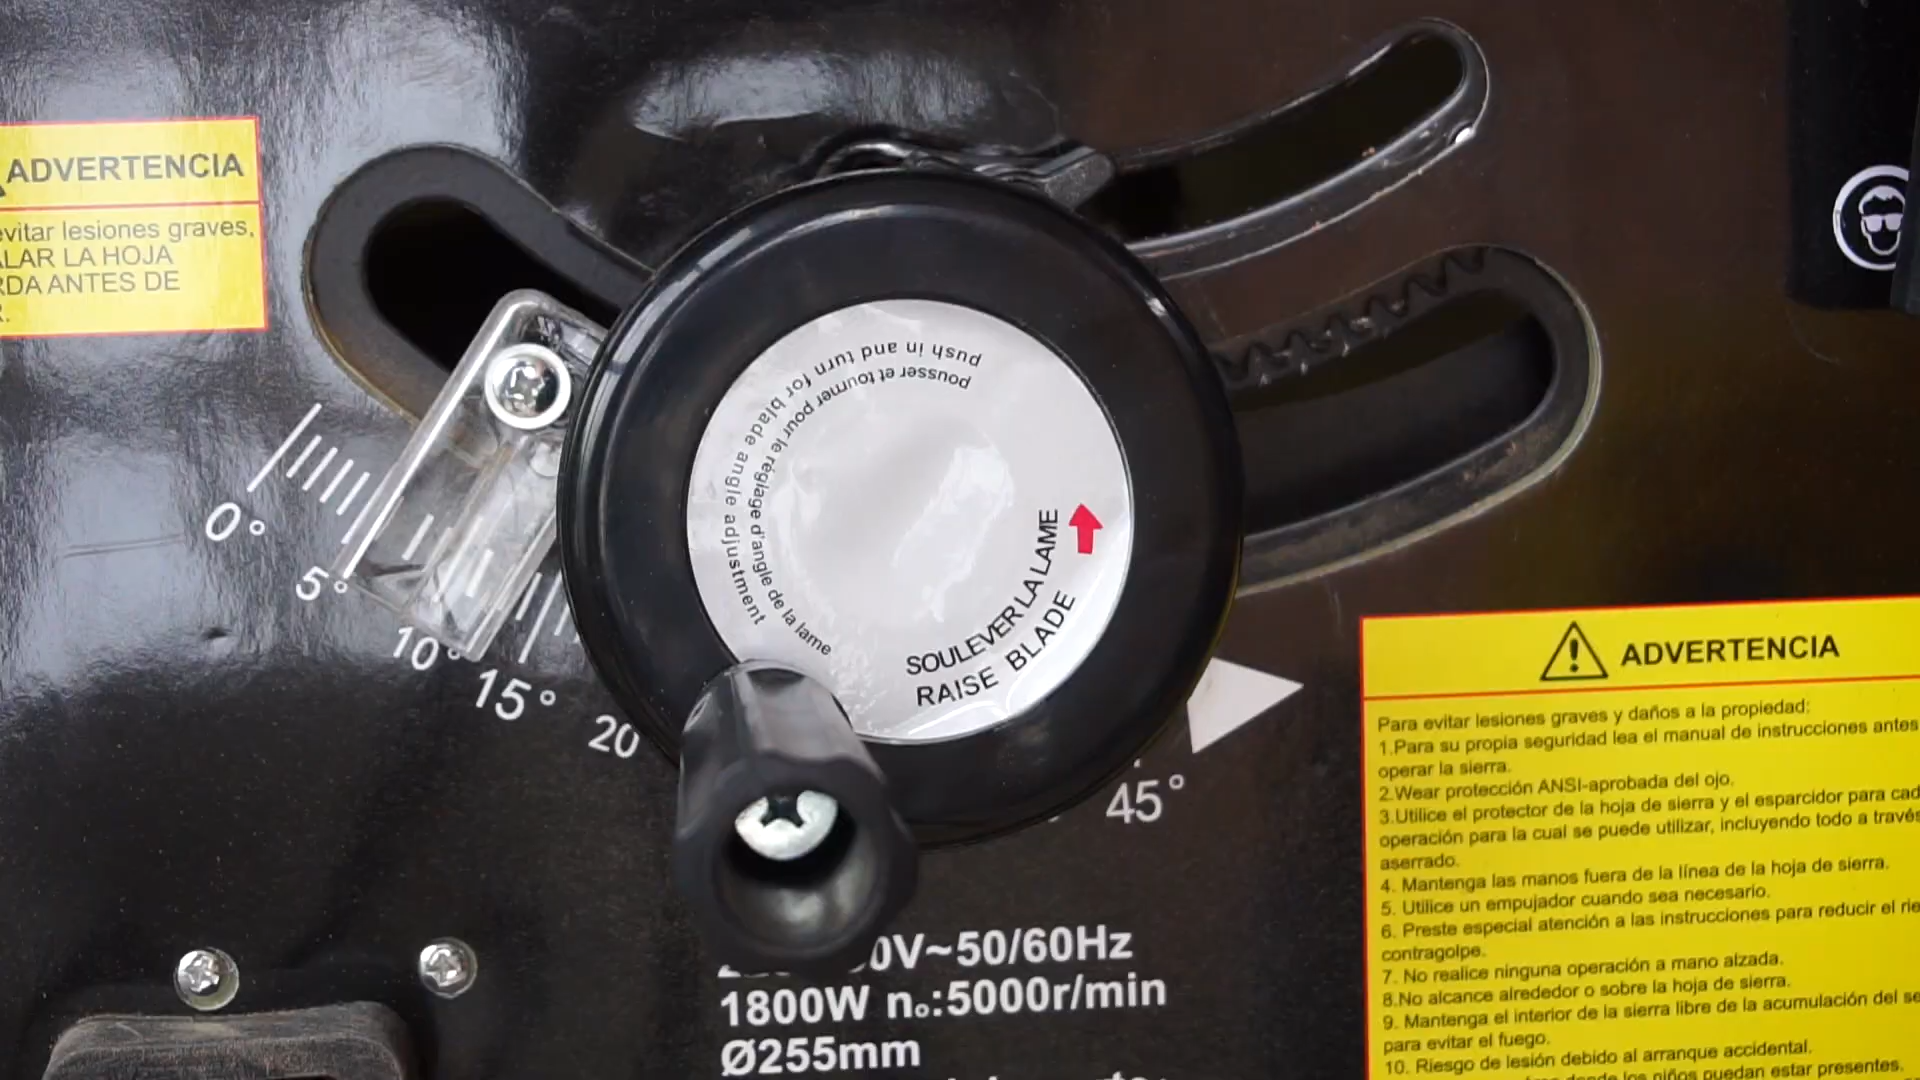 ADVERTENCIA
evitar lesiones graves,
LA HOJA
ANTES DE
push in and turn for blade angle adjustment
pousser et tourner pour le réglage d'angle de la lame
SOULEVER LA LAME
RAISE BLADE
0°
5°
10°
15°
20
45°
0V~50/60Hz
1800W n₀:5000r/min
Ø255mm
ADVERTENCIA
Para evitar lesiones graves y daños a la propiedad:
1.Para su propia seguridad lea el manual de instrucciones antes
operar la sierra.
2.Wear protección ANSI-aprobada del ojo.
3.Utilice el protector de la hoja de sierra y el esparcidor para
operación para la cual se puede utilizar, incluyendo todo a través
aserrado.
4. Mantenga las manos fuera de la línea de la hoja de sierra.
5. Utilice un empujador cuando sea necesario.
6. Preste especial atención a las instrucciones para reducir el
contragolpe.
7. No realice ninguna operación a mano alzada.
8.No alcance alrededor o sobre la hoja de sierra.
9. Mantenga el interior de la sierra libre de la acumulación del
para evitar el fuego.
10. Riesgo de lesión debido al arranque accidental.
donde los niños puedan estar presentes.